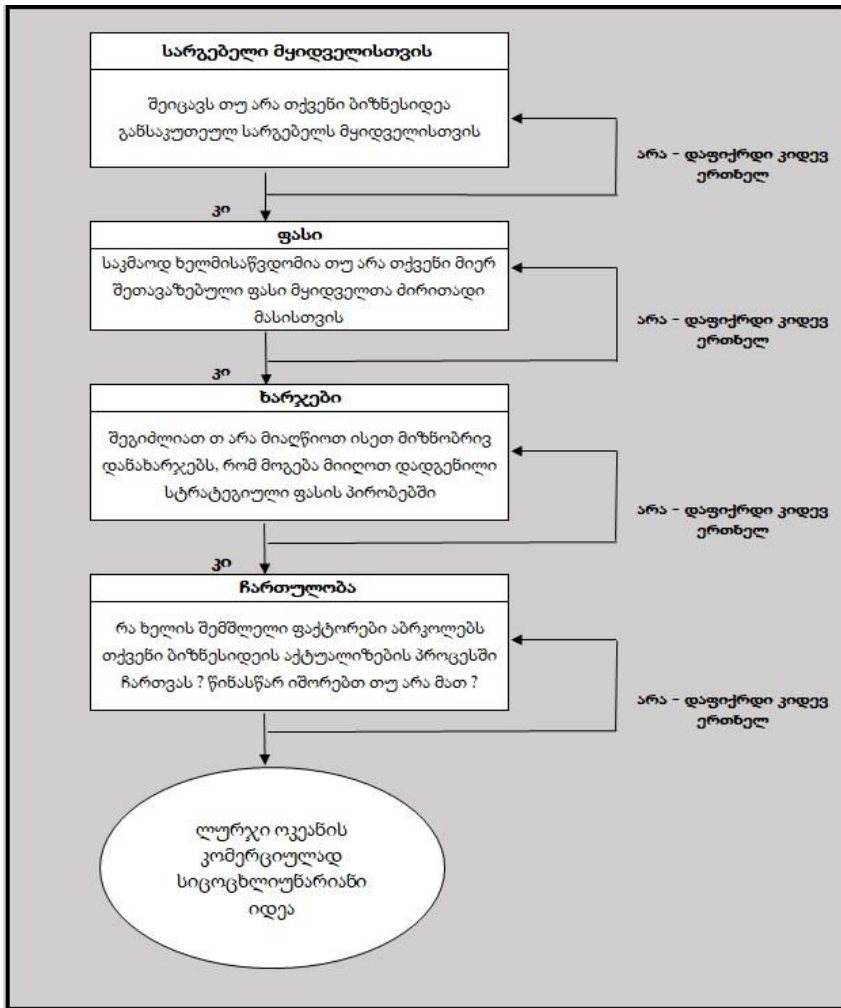 სარგებელი მყიდველისთვის
შეიცავს თუ არა თქვენი ბიზნესიდეა
განსაკუთეულ სარგებელს მყიდველისთვის
არა - დაფიქრდი კიდევ
ერთხელ
კი
ფასი
საკმაოდ ხელმისაწვდომია თუ არა თქვენი მიერ
შეთავაზებული ფასი მყიდველთა ძირითადი
მასისთვის
არა - დაფიქრდი კიდევ
ერთხელ
კი
ხარჯები
შეგიძლიათ თ არა მიაღწიოთ ისეთ მიზნობრივ
დანახარჯებს, რომ მოგება მიიღოთ დადგენილი
სტრატეგიული ფასის პირობებში
არა - დაფიქრდი კიდევ
ერთხელ
კი
ჩართულობა
რა ხელის შემშლელი ფაქტორები აბრკოლებს
თქვენი ბიზნესიდეის აქტუალიზების პროცესში
ჩართვას ? წინასწარ იშორებთ თუ არა მათ ?
არა - დაფიქრდი კიდევ
ერთხელ
ლურჯი ოკეანის
კომერციულად
სიცოცხლიუნარიანი
იდეა